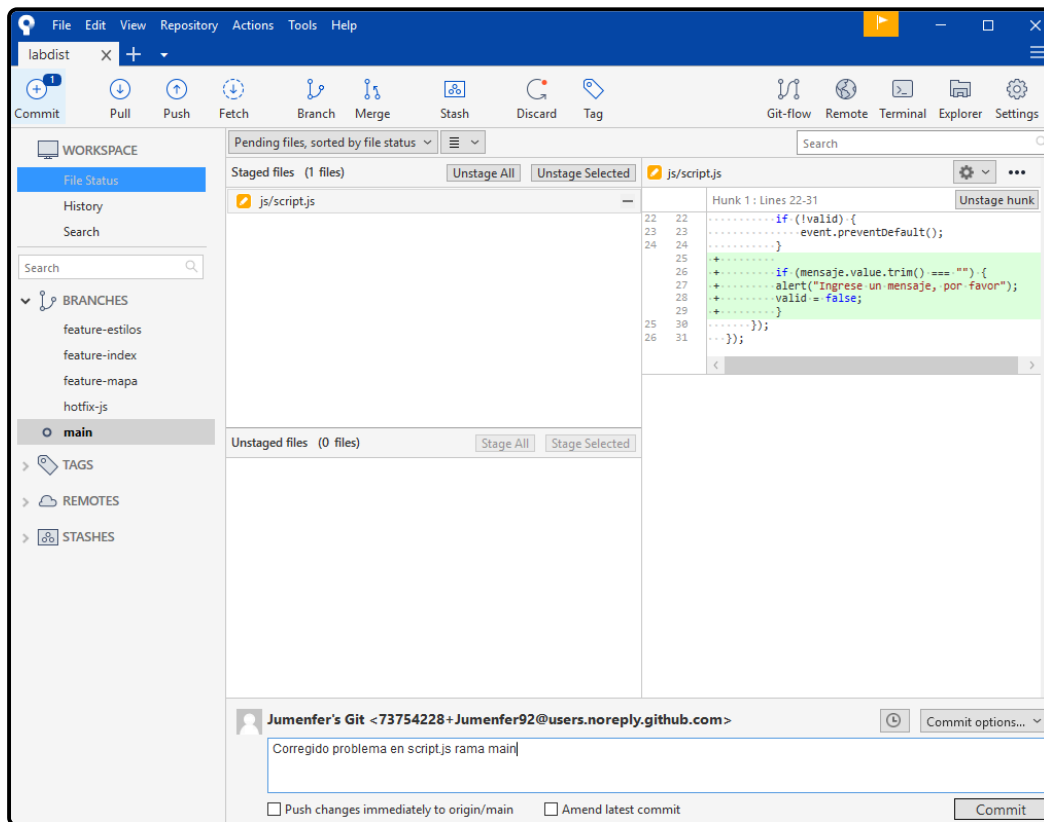 File Edit View Repository Actions Tools Help
labdist
1
Commit Pull Push Fetch Branch Merge Stash Discard Tag Git-flow Remote Terminal Explorer Settings
WORKSPACE
File Status
History
Search
Search
BRANCHES
feature-estilos
feature-index
feature-mapa
hotfix-js
main
TAGS
REMOTES
STASHES
Pending files, sorted by file status
Search
Staged files (1 files) Unstage All Unstage Selected
js/script.js
Unstaged files (0 files) Stage All Stage Selected
js/script.js
Hunk 1 : Lines 22-31 Unstage hunk
22 22 if (!valid) {
23 23 event.preventDefault();
24 24 }
25 +
26 + if (mensaje.value.trim() === "") {
27 + alert("Ingrese un mensaje, por favor");
28 + valid = false;
29 + }
25 30 });
26 31 });
Jumenfer's Git <73754228+Jumenfer92@users.noreply.github.com>
Commit options...
Corregido problema en script.js rama main
Push changes immediately to origin/main Amend latest commit Commit